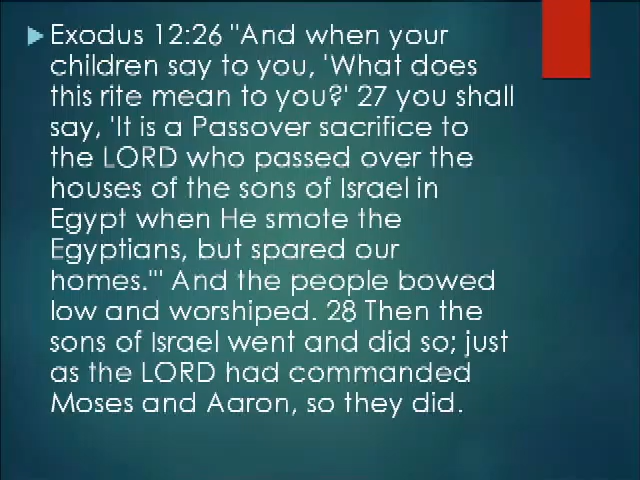 Exodus 12:26 "And when your
children say to you, 'What does
this rite mean to you?' 27 you shall
say, 'It is a Passover sacrifice to
the LORD who passed over the
houses of the sons of Israel in
Egypt when He smote the
Egyptians, but spared our
homes.'" And the people bowed
low and worshiped. 28 Then the
sons of Israel went and did so; just
as the LORD had commanded
Moses and Aaron, so they did.